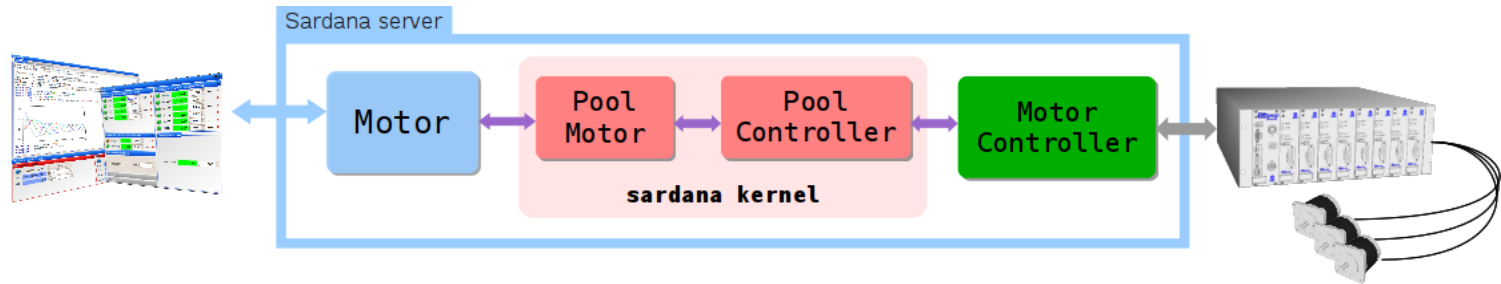 Sardana server
Motor
Pool
Motor
Pool
Controller
Motor
Controller
sardana kernel